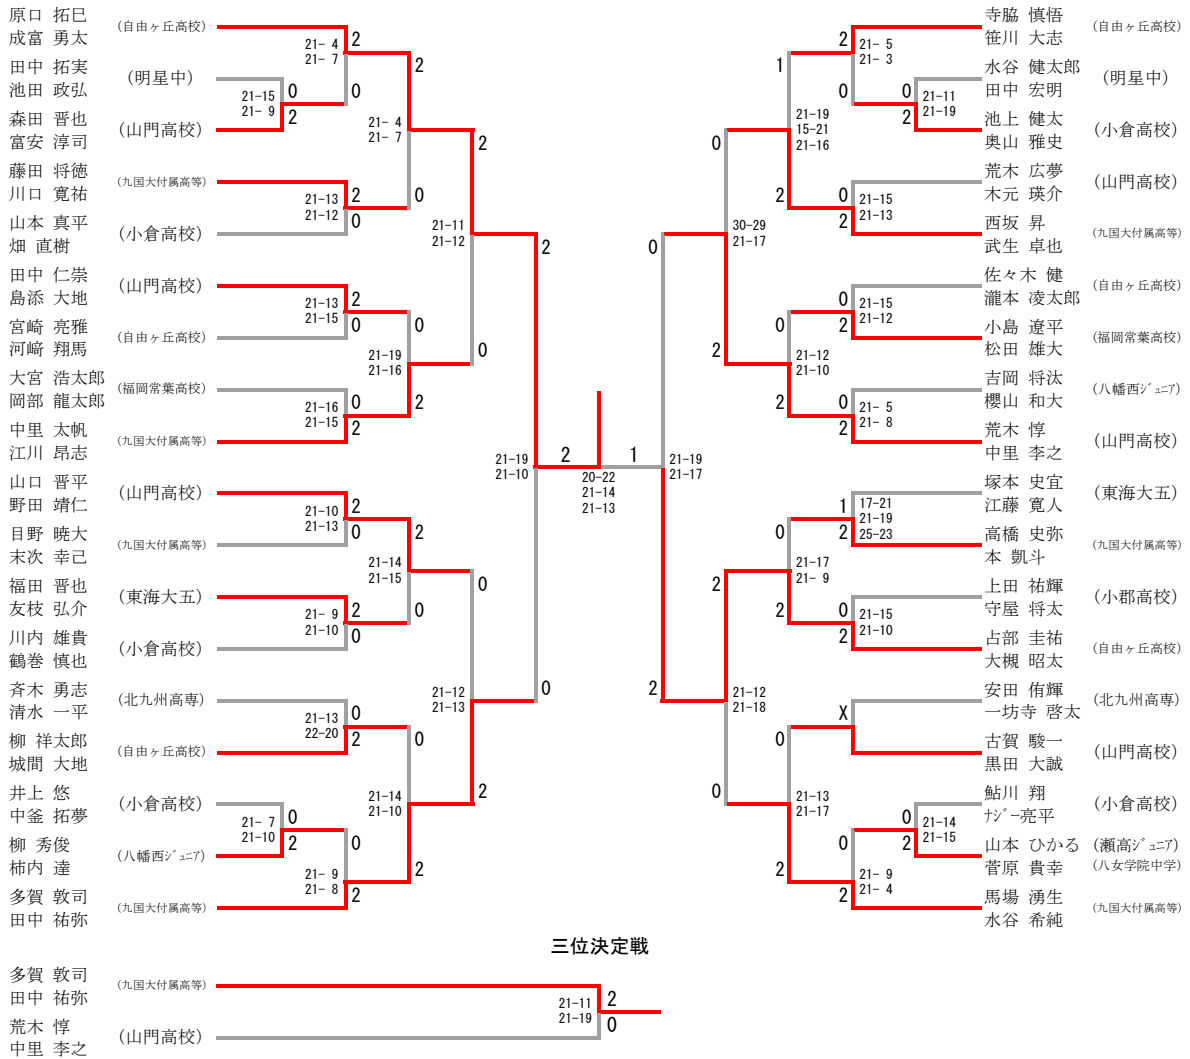 原口 拓巳
成富 勇太
(自由ヶ丘高校)
田中 拓実
池田 政弘
(明星中)
森田 晋也
富安 淳司
(山門高校)
藤田 将徳
川口 寛祐
(九国大付属高等)
山本 真平
畑 直樹
(小倉高校)
田中 仁崇
島添 大地
(山門高校)
宮崎 亮雅
河﨑 翔馬
(自由ヶ丘高校)
大宮 浩太郎
岡部 龍太郎
(福岡常葉高校)
中里 太帆
江川 昂志
(九国大付属高等)
山口 晋平
野田 靖仁
(山門高校)
目野 暁大
末次 幸己
(九国大付属高等)
福田 晋也
友枝 弘介
(東海大五)
川内 雄貴
鶴巻 慎也
(小倉高校)
斉木 勇志
清水 一平
(北九州高専)
柳 祥太郎
城間 大地
(自由ヶ丘高校)
井上 悠
中釜 拓夢
(小倉高校)
柳 秀俊
柿内 達
(八幡西ｼﾞｭﾆｱ)
多賀 敦司
田中 祐弥
(九国大付属高等)
21- 4
21- 7
2
0
21-15
21- 9
0
2
21-13
21-12
2
0
21- 4
21- 7
2
0
21-13
21-15
2
0
21-16
21-15
0
2
21-19
21-16
0
2
21-11
21-12
2
0
21-10
21-13
2
0
21- 9
21-10
2
0
21-14
21-15
2
0
21-13
22-20
0
2
21- 7
21-10
0
2
21- 9
21- 8
0
2
21-14
21-10
0
2
21-12
21-13
0
2
21-19
21-10
2
0
2
1
20-22
21-14
21-13
21-19
21-17
0
2
寺脇 慎悟
笹川 大志
(自由ヶ丘高校)
水谷 健太郎
田中 宏明
(明星中)
池上 健太
奥山 雅史
(小倉高校)
荒木 広夢
木元 瑛介
(山門高校)
西坂 昇
武生 卓也
(九国大付属高等)
佐々木 健
瀧本 凌太郎
(自由ヶ丘高校)
小島 遼平
松田 雄大
(福岡常葉高校)
吉岡 将汰
櫻山 和大
(八幡西ｼﾞｭﾆｱ)
荒木 惇
中里 李之
(山門高校)
塚本 史宜
江藤 寛人
(東海大五)
高橋 史弥
本 凱斗
(九国大付属高等)
上田 祐輝
守屋 将太
(小郡高校)
占部 圭祐
大槻 昭太
(自由ヶ丘高校)
安田 侑輝
一坊寺 啓太
(北九州高専)
古賀 駿一
黒田 大誠
(山門高校)
鮎川 翔
ﾅｼﾞｰ亮平
(小倉高校)
山本 ひかる
菅原 貴幸
(瀬高ｼﾞｭﾆｱ)
(八女学院中学)
馬場 湧生
水谷 希純
(九国大付属高等)
2
0
21- 5
21- 3
0
2
21-11
21-19
0
2
21-15
21-13
1
2
21-19
15-21
21-16
0
2
21-15
21-12
0
2
21- 5
21- 8
0
2
21-12
21-10
0
2
30-29
21-17
1
2
17-21
21-19
25-23
0
2
21-15
21-10
0
2
21-17
21- 9
X
0
2
21-14
21-15
0
2
21- 9
21- 4
0
2
21-13
21-17
2
0
21-12
21-18
三位決定戦
多賀 敦司
田中 祐弥
(九国大付属高等)
荒木 惇
中里 李之
(山門高校)
21-11
21-19
2
0